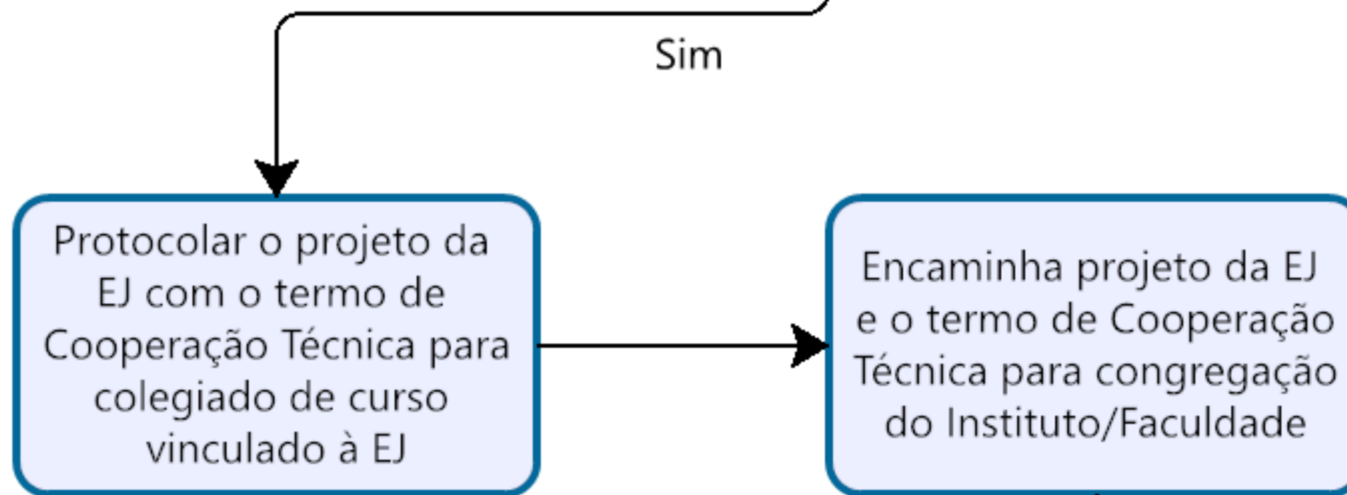 Sim
Protocolar o projeto da
EJ com o termo de
Cooperação Técnica para
colegiado de curso
vinculado à EJ
Encaminha projeto da EJ
e o termo de Cooperação
Técnica para congregação
do Instituto/Faculdade